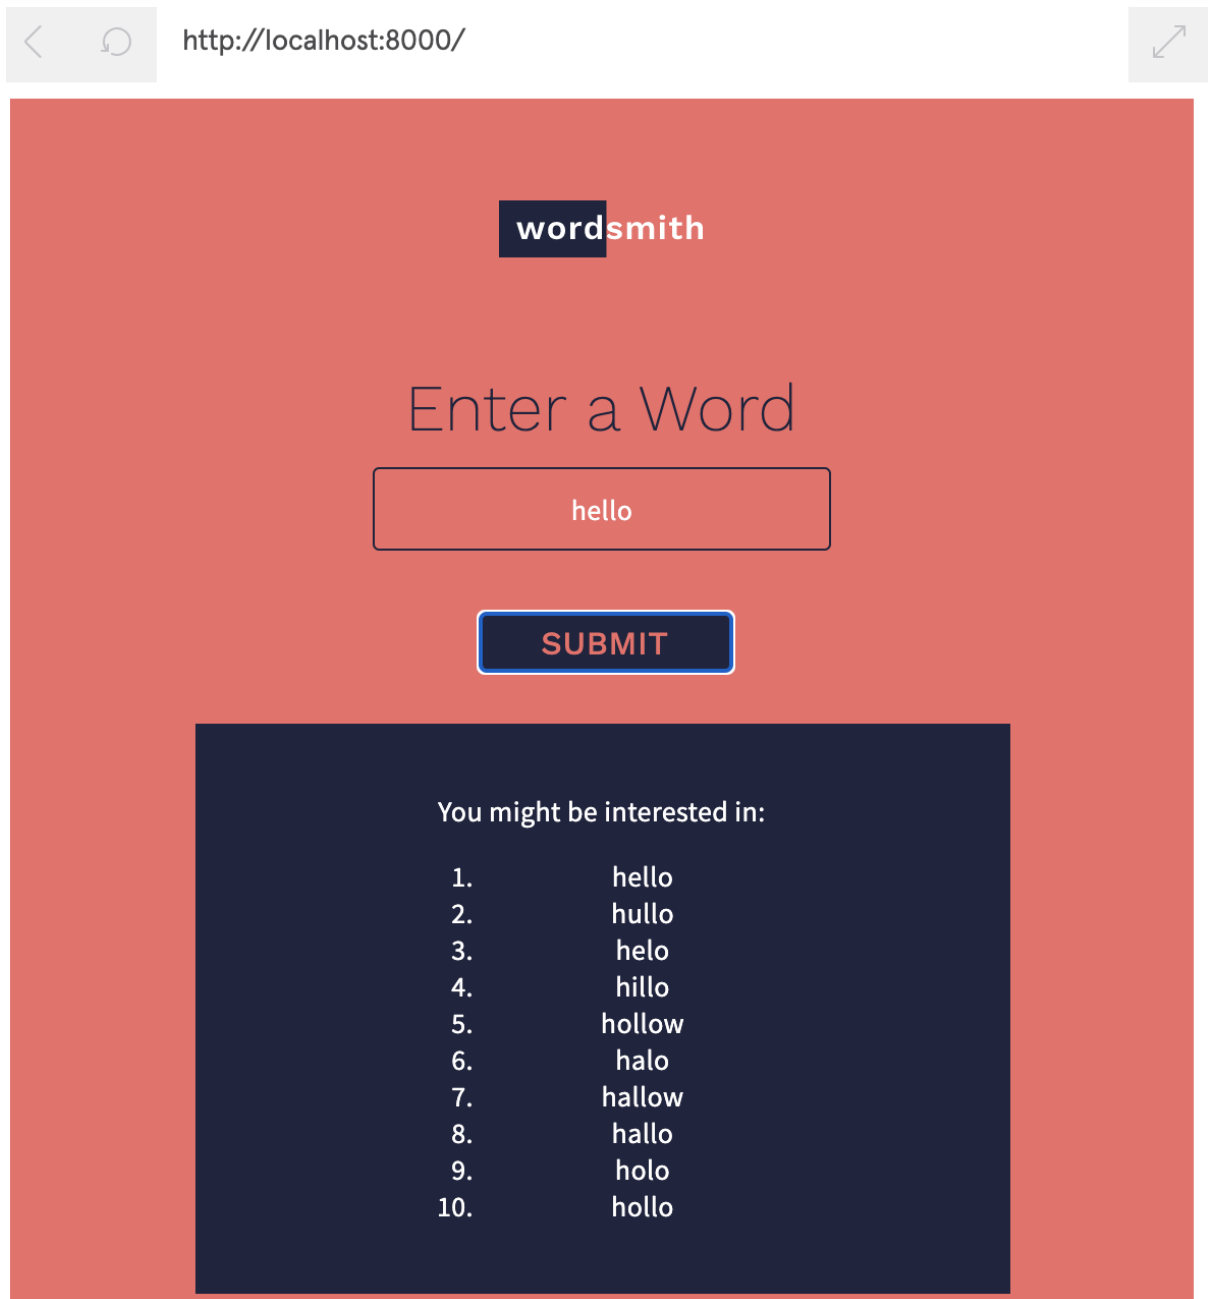 http://localhost:8000/
wordsmith
Enter a Word
hello
SUBMIT
You might be interested in:
1. hello
2. hullo
3. helo
4. hillo
5. hollow
6. halo
7. hallow
8. hallo
9. holo
10. hollo